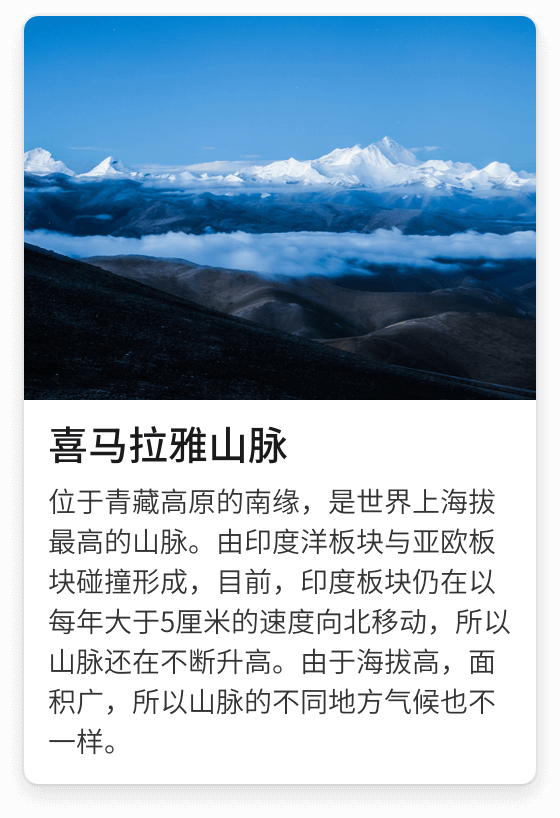 喜马拉雅山脉
位于青藏高原的南缘，是世界上海拔
最高的山脉。由印度洋板块与亚欧板
块碰撞形成，目前，印度板块仍在以
每年大于5厘米的速度向北移动，所以
山脉还在不断升高。由于海拔高，面
积广，所以山脉的不同地方气候也不
一样。